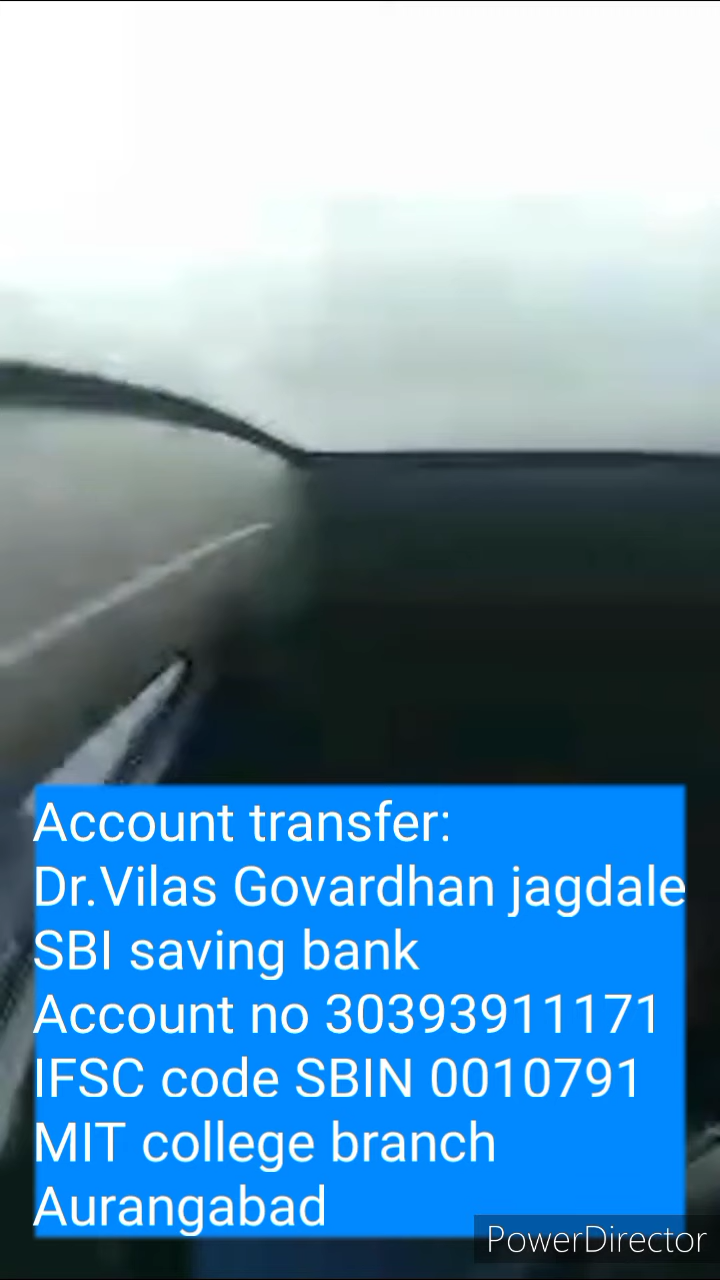 Account transfer:
Dr.Vilas Govardhan jagdale
SBI saving bank
Account no 30393911171
IFSC code SBIN 0010791
MIT college branch
Aurangabad
PowerDirector